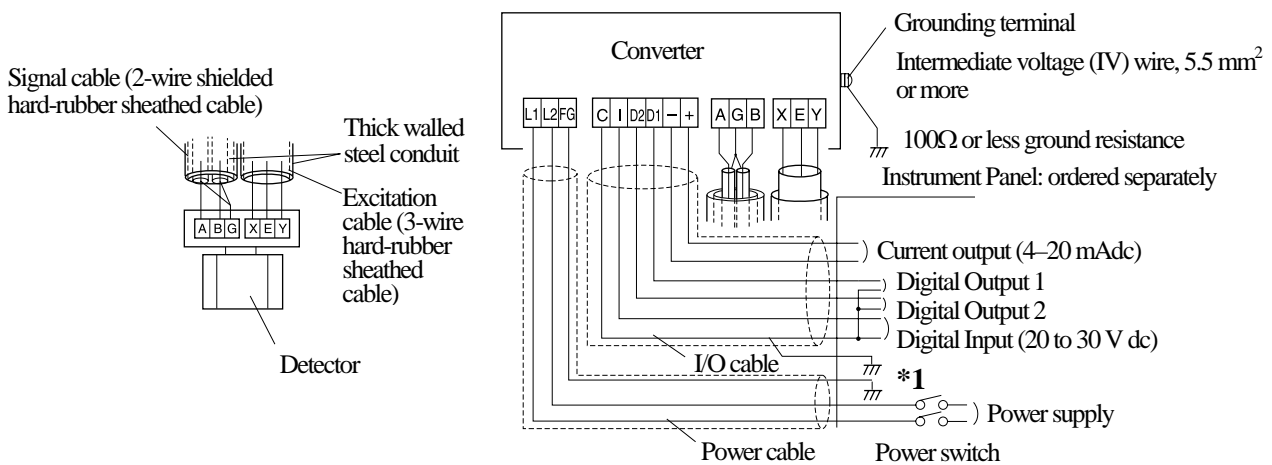 Converter
Grounding terminal
Intermediate voltage (IV) wire, 5.5 mm²
or more
100Ω or less ground resistance
Instrument Panel: ordered separately
L1 L2 FG
C I D2 D1 − +
A G B
X E Y
Signal cable (2-wire shielded
hard-rubber sheathed cable)
Thick walled
steel conduit
Excitation
cable (3-wire
hard-rubber
sheathed
cable)
A B G
X E Y
Detector
Current output (4–20 mAdc)
Digital Output 1
Digital Output 2
Digital Input (20 to 30 V dc)
I/O cable
*1
Power supply
Power cable
Power switch